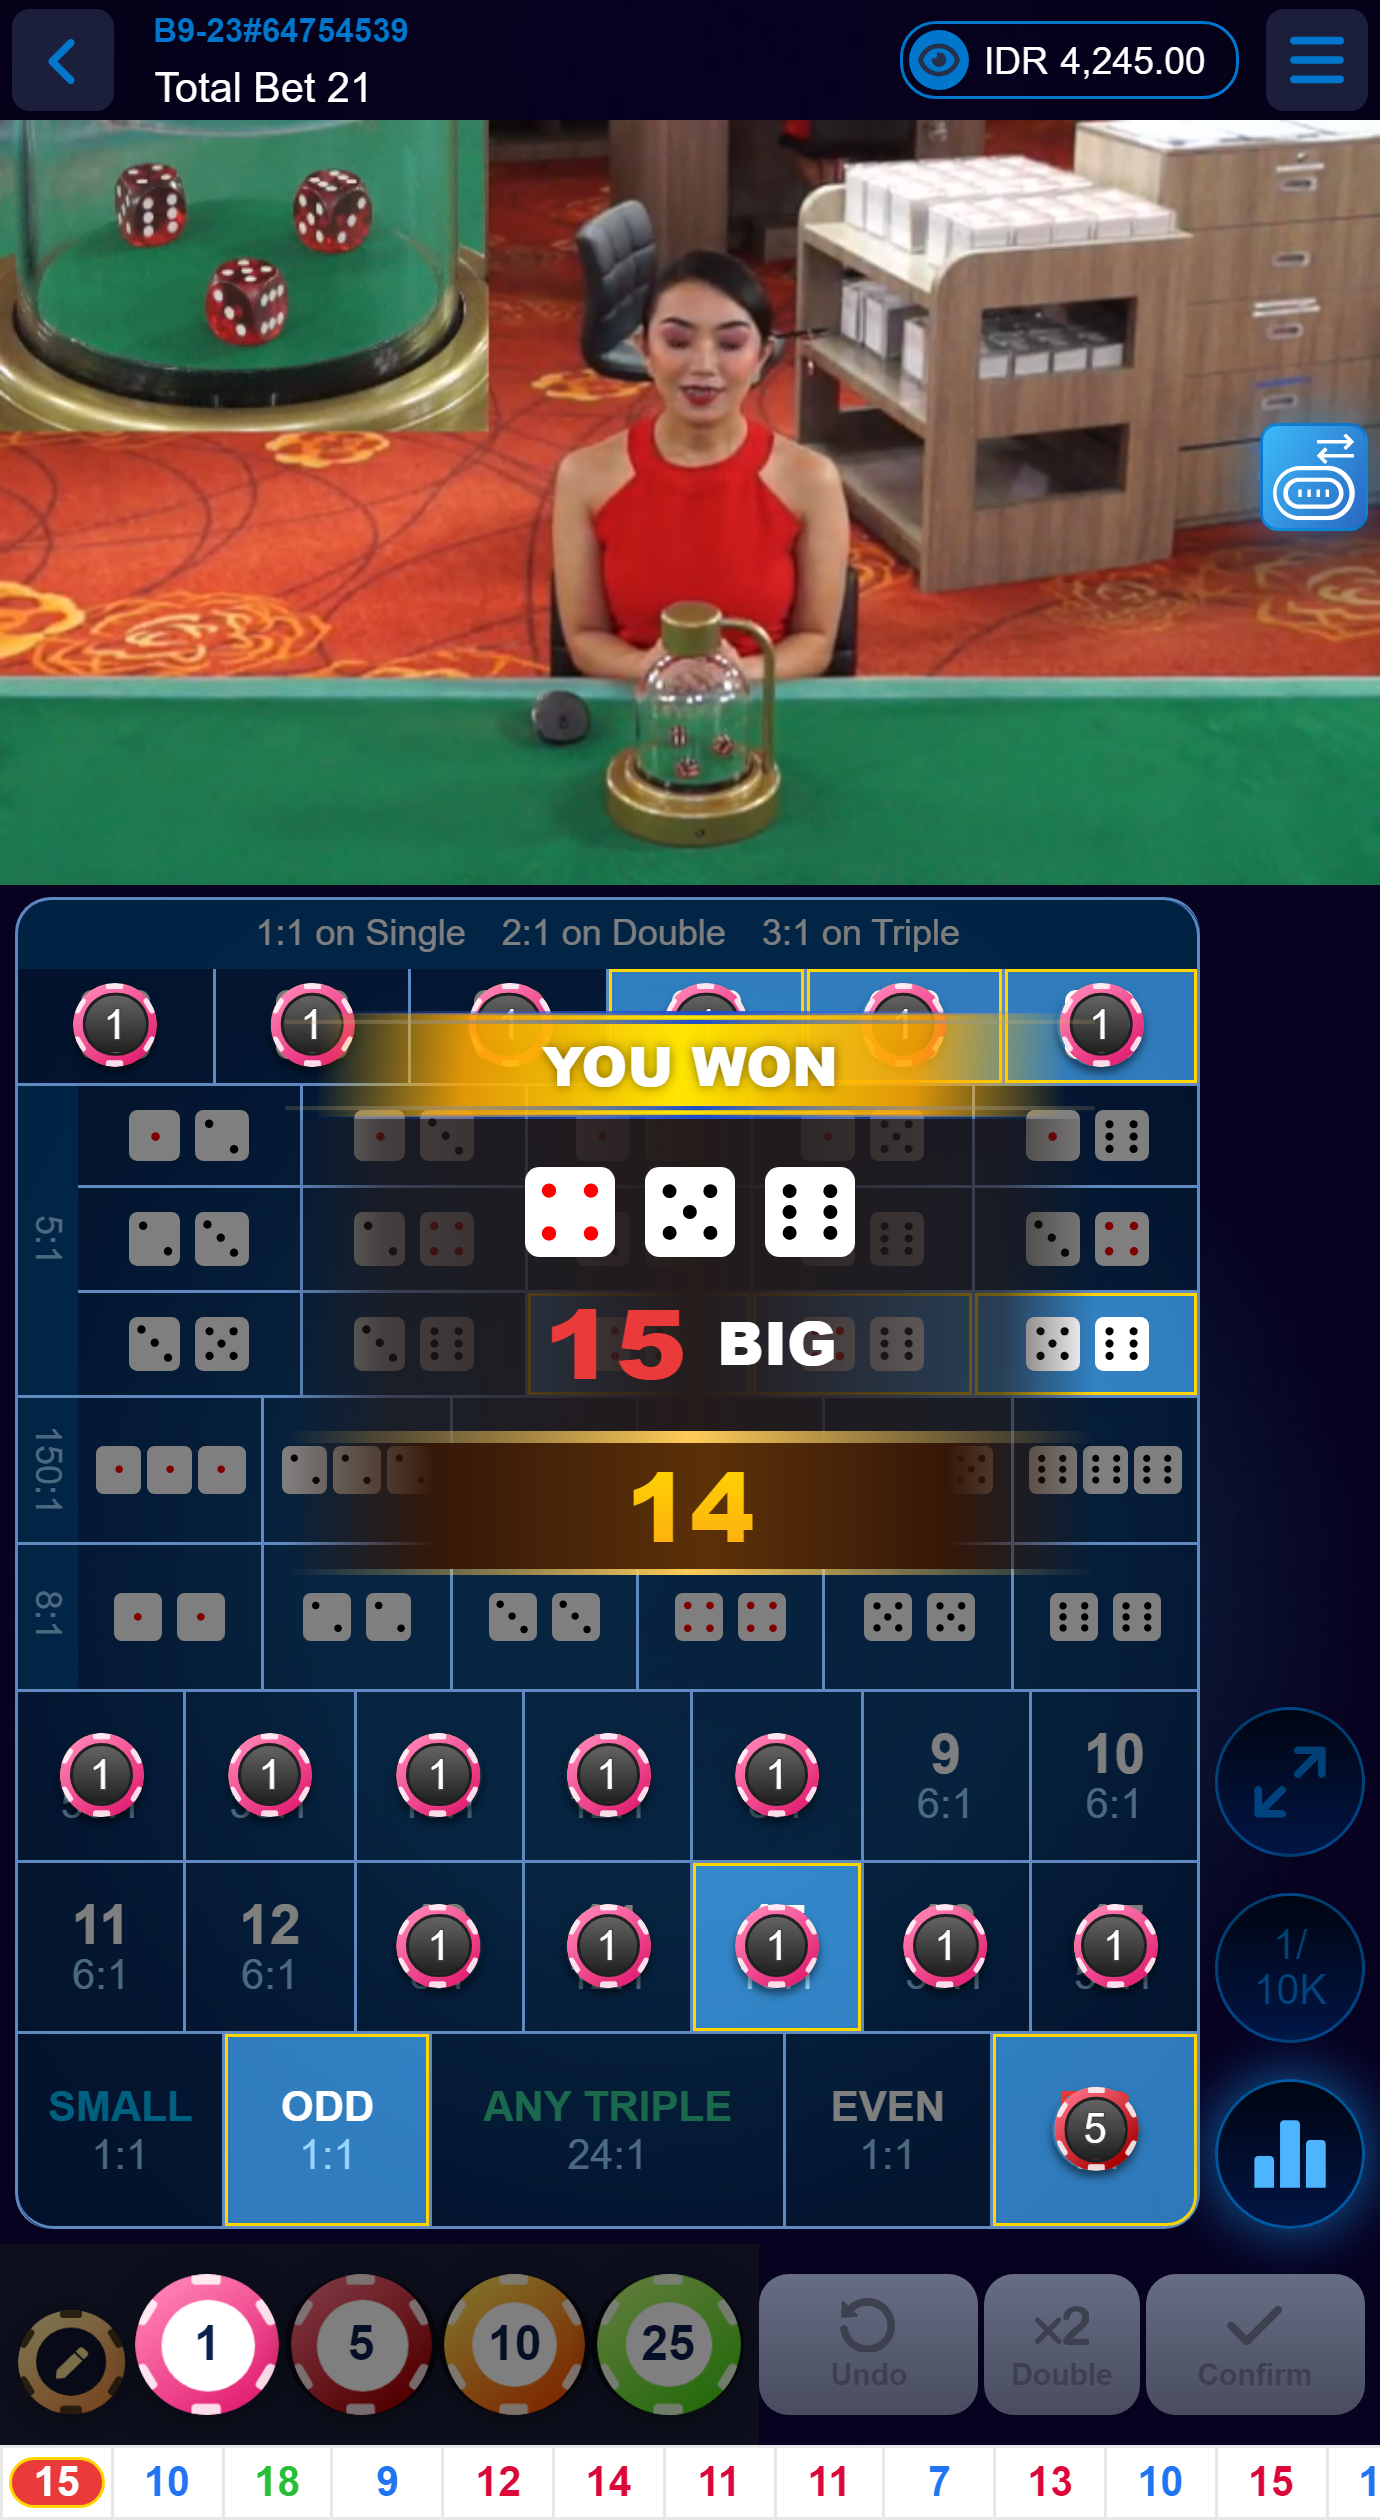 B9-23#64754539
Total Bet 21
IDR 4,245.00
1:1 on Single 2:1 on Double 3:1 on Triple
1 1 1 1 1 1
YOU WON
5:1
15 BIG
150:1
14
8:1
1 1 1 1 1 9 10
6:1 6:1
11 12 1 1 1 1 1
6:1 6:1
1/
10K
SMALL ODD ANY TRIPLE EVEN 5
1:1 1:1 24:1 1:1
1 5 10 25
x2
Undo Double Confirm
15 10 18 9 12 14 11 11 7 13 10 15 1